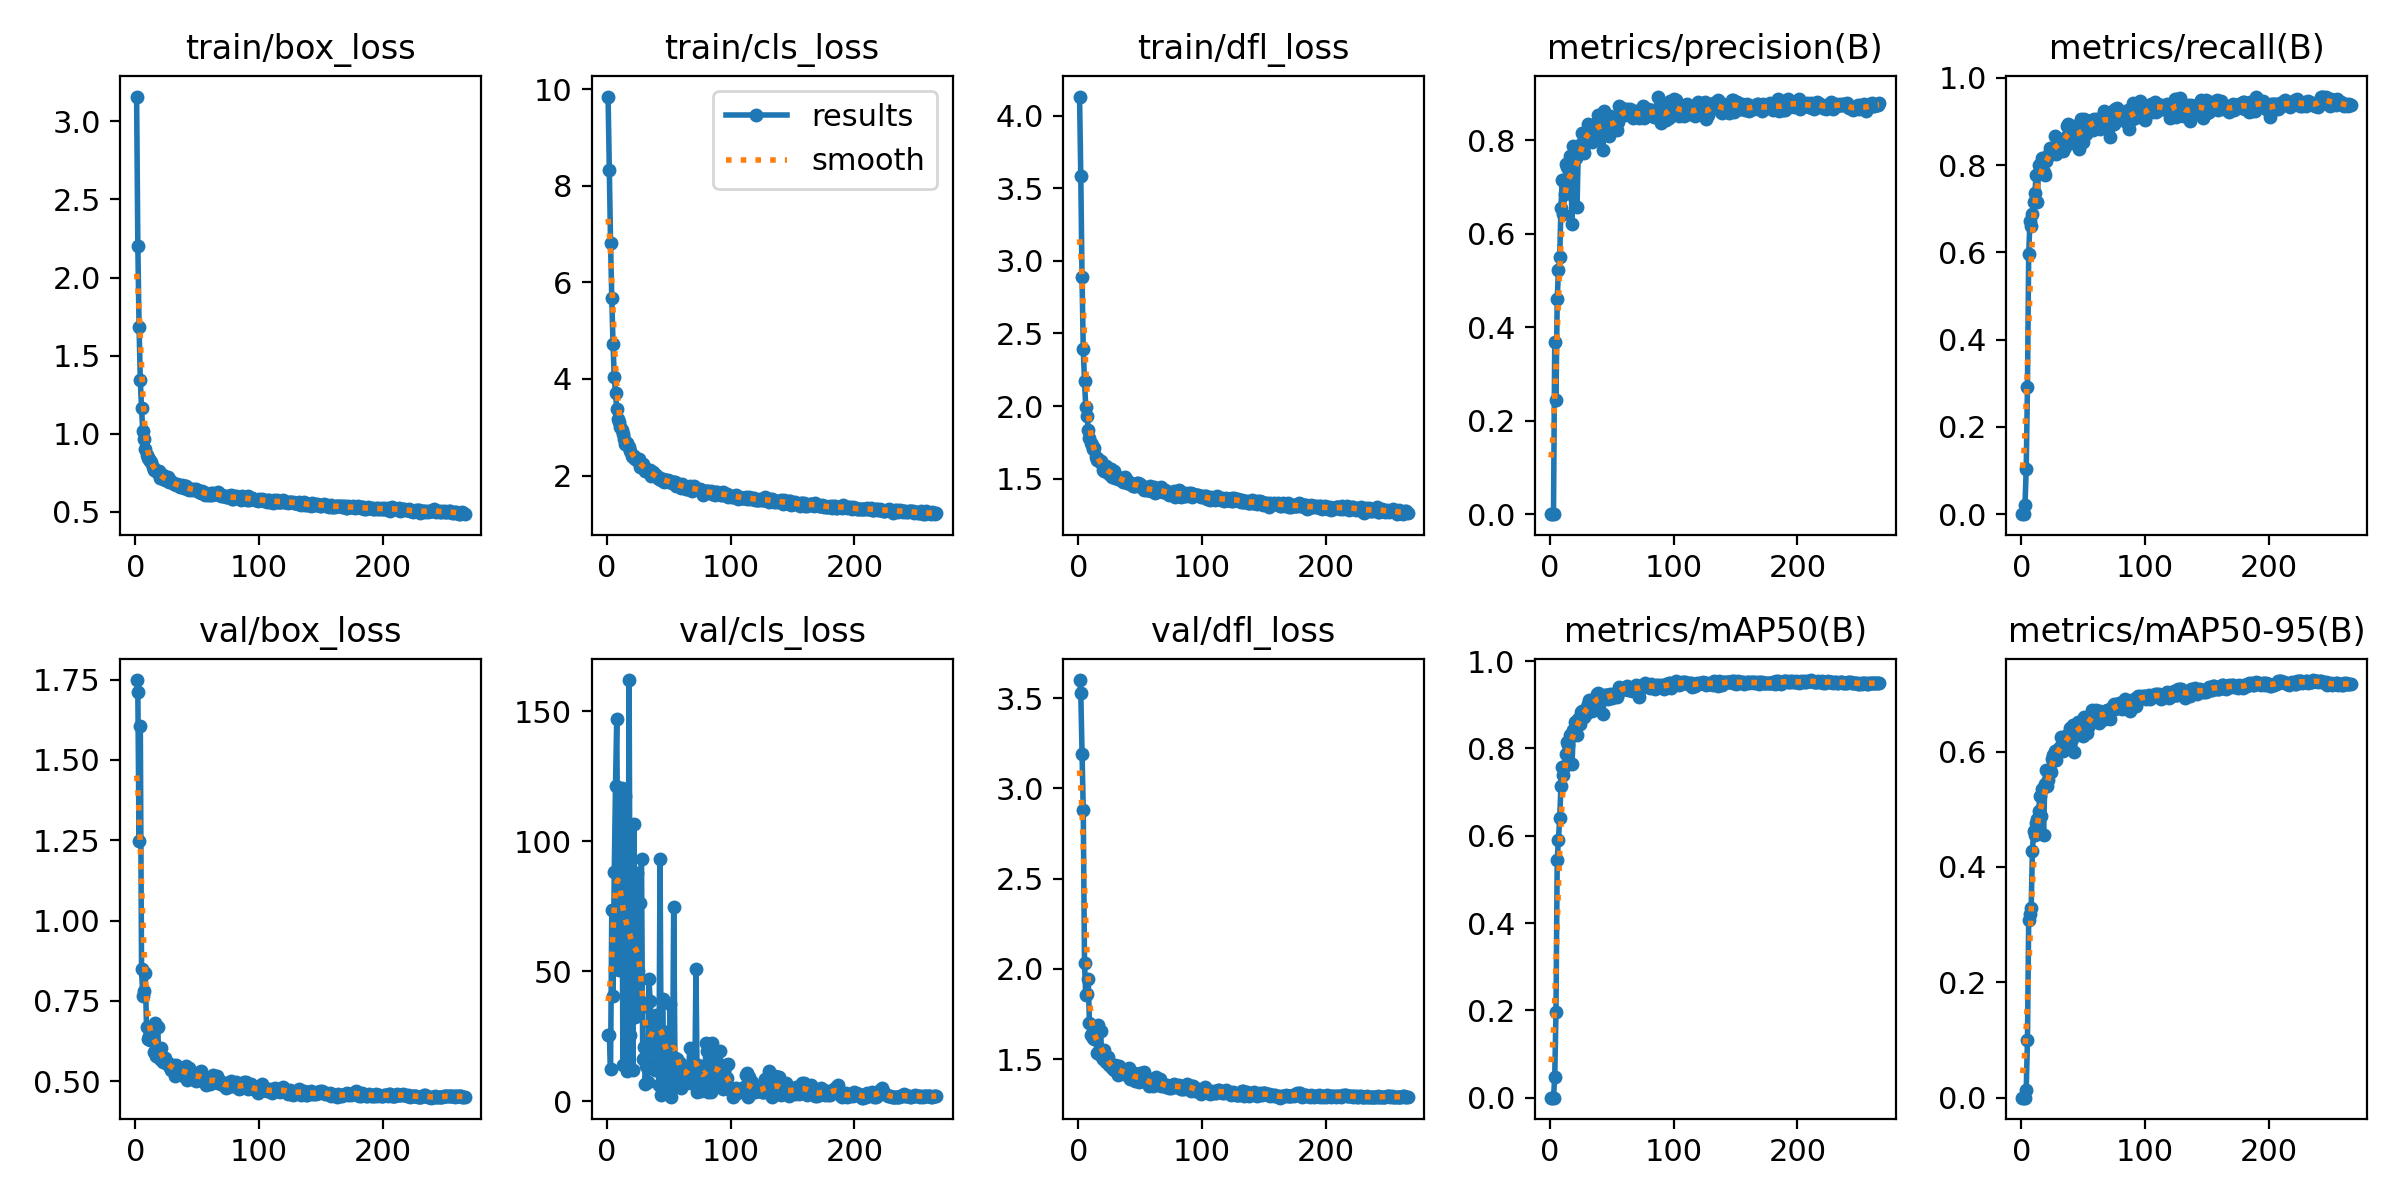 train/box_loss
3.0
2.5
2.0
1.5
1.0
0.5
0 100 200
train/cls_loss
10
8
6
4
2
0 100 200
results
smooth
train/dfl_loss
4.0
3.5
3.0
2.5
2.0
1.5
0 100 200
metrics/precision(B)
0.8
0.6
0.4
0.2
0.0
0 100 200
metrics/recall(B)
1.0
0.8
0.6
0.4
0.2
0.0
0 100 200
val/box_loss
1.75
1.50
1.25
1.00
0.75
0.50
0 100 200
val/cls_loss
150
100
50
0
0 100 200
val/dfl_loss
3.5
3.0
2.5
2.0
1.5
0 100 200
metrics/mAP50(B)
1.0
0.8
0.6
0.4
0.2
0.0
0 100 200
metrics/mAP50-95(B)
0.6
0.4
0.2
0.0
0 100 200